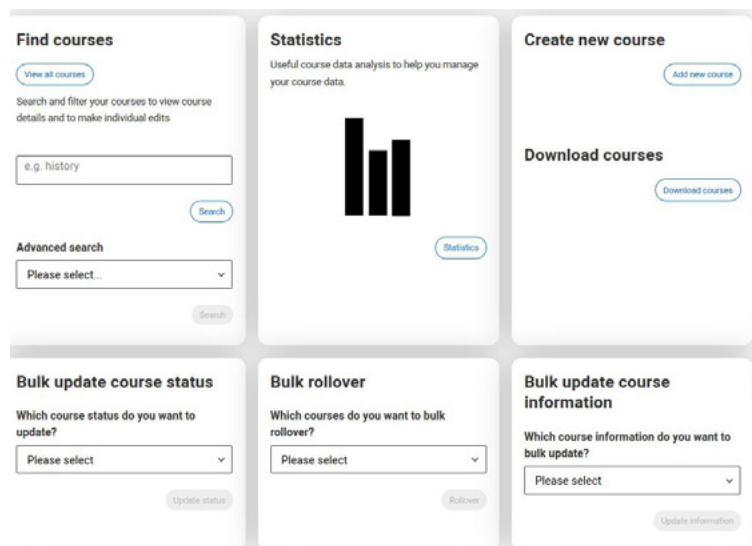 Find courses
View all courses
Search and filter your courses to view course
details and to make individual edits
e.g. history
Search
Advanced search
Please select...
Search
Statistics
Useful course data analysis to help you manage
your course data.
Statistics
Create new course
Add new course
Download courses
Download courses
Bulk update course status
Which course status do you want to
update?
Please select
Update status
Bulk rollover
Which courses do you want to bulk
rollover?
Please select
Rollover
Bulk update course
information
Which course information do you want to
bulk update?
Please select
Update information